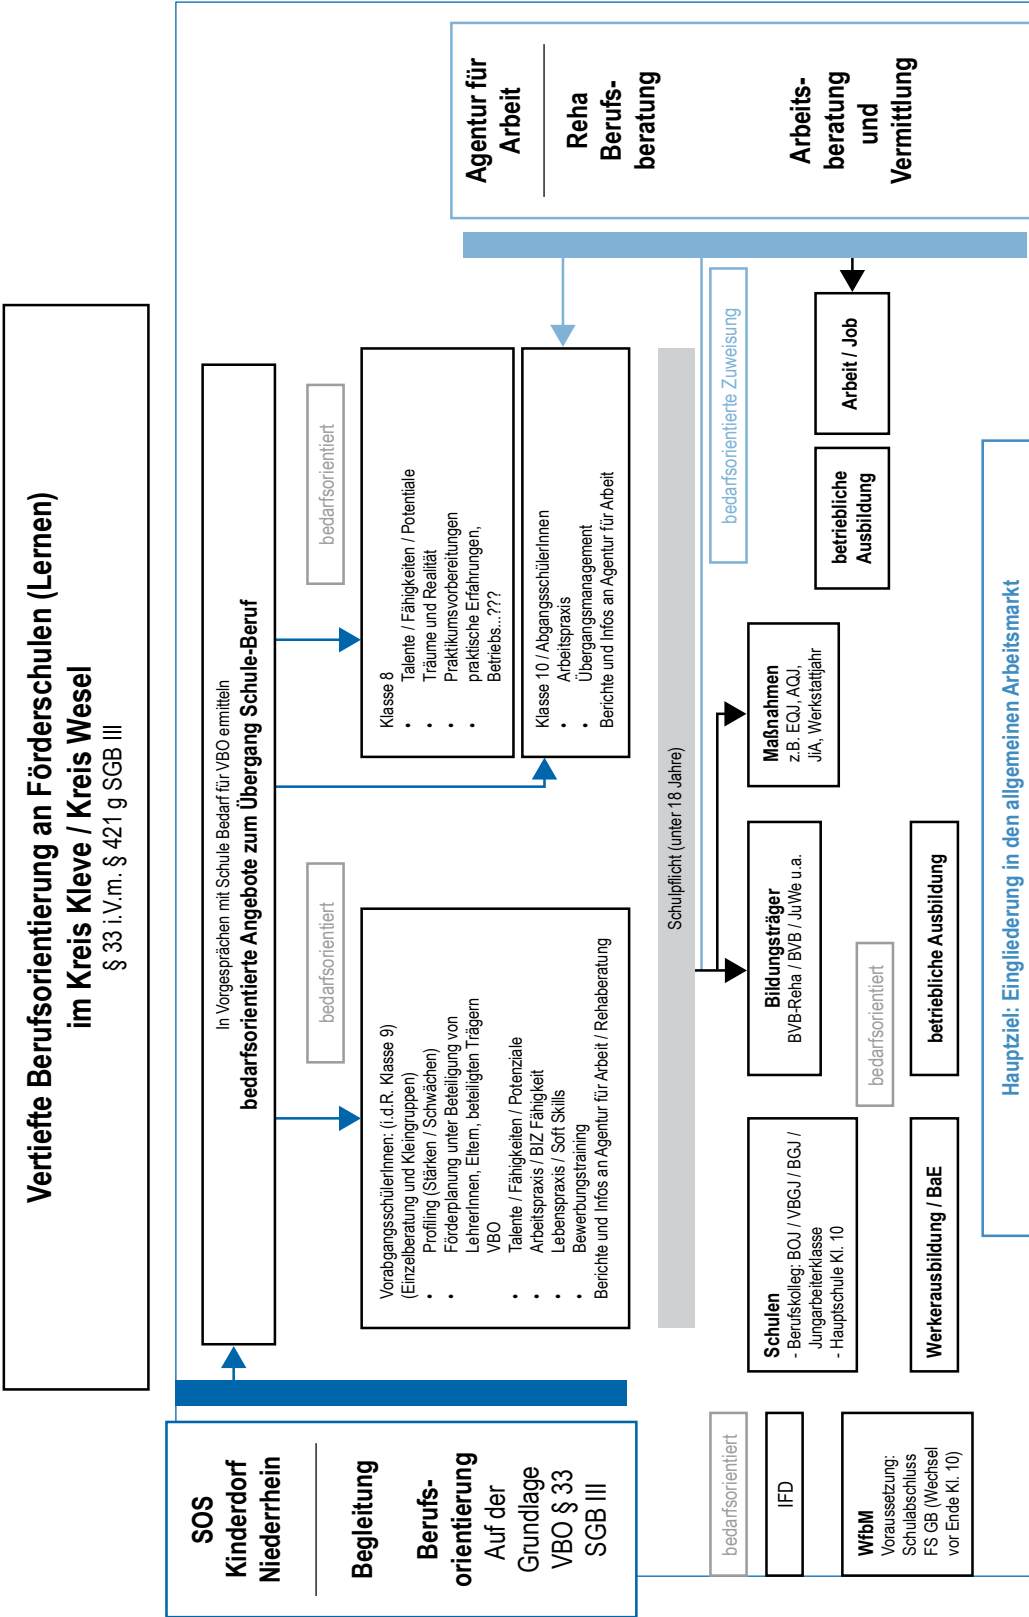 Vertiefte Berufsorientierung an Förderschulen (Lernen)
im Kreis Kleve / Kreis Wesel
§ 33 i.V.m. § 421 g SGB III
SOS
Kinderdorf
Niederrhein
Begleitung
Berufs-
orientierung
Auf der
Grundlage
VBO § 33
SGB III
In Vorgesprächen mit Schule Bedarf für VBO ermitteln
bedarfsorientierte Angebote zum Übergang Schule-Beruf
bedarfsorientiert
bedarfsorientiert
Vorabgangsschülerlnnen: (i.d.R. Klasse 9)
(Einzelberatung und Kleingruppen)
• Profiling (Stärken / Schwächen)
• Förderplanung unter Beteiligung von
LehrerInnen, Eltern, beteiligten Trägern
VBO
• Talente / Fähigkeiten / Potenziale
• Arbeitspraxis / BIZ Fähigkeit
• Lebenspraxis / Soft Skills
• Bewerbungstraining
Berichte und Infos an Agentur für Arbeit / Rehaberatung
Klasse 8
• Talente / Fähigkeiten / Potentiale
• Träume und Realität
• Praktikumsvorbereitungen
• praktische Erfahrungen,
Betriebs...???
Klasse 10 / AbgangsschülerInnen
• Arbeitspraxis
• Übergangsmanagement
Berichte und Infos an Agentur für Arbeit
Agentur für
Arbeit
Reha
Berufs-
beratung
Arbeits-
beratung
und
Vermittlung
Schulpflicht (unter 18 Jahre)
bedarfsorientierte Zuweisung
bedarfsorientiert
IFD
WfbM
Voraussetzung:
Schulabschluss
FS GB (Wechsel
vor Ende Kl. 10)
Schulen
- Berufskolleg: BOJ / VBGJ / BGJ /
Jungarbeiterklasse
- Hauptschule Kl. 10
Bildungsträger
BVB-Reha / BVB / JuWe u.a.
Maßnahmen
z.B. EQJ, AQJ,
JiA, Werkstattjahr
betriebliche
Ausbildung
Arbeit / Job
bedarfsorientiert
Werkerausbildung / BaE
betriebliche Ausbildung
Hauptziel: Eingliederung in den allgemeinen Arbeitsmarkt